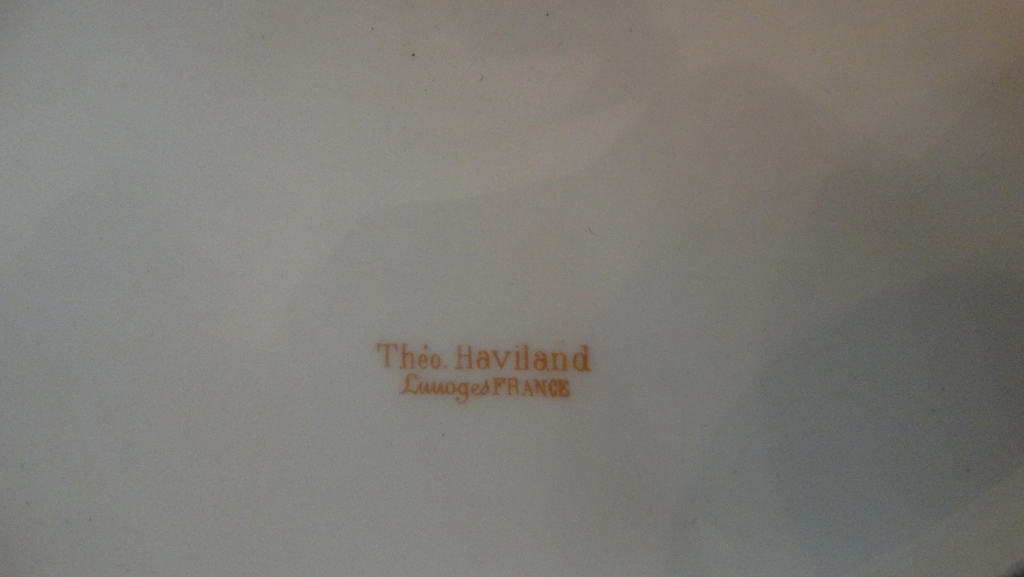 Théo. Haviland
Limoges FRANCE